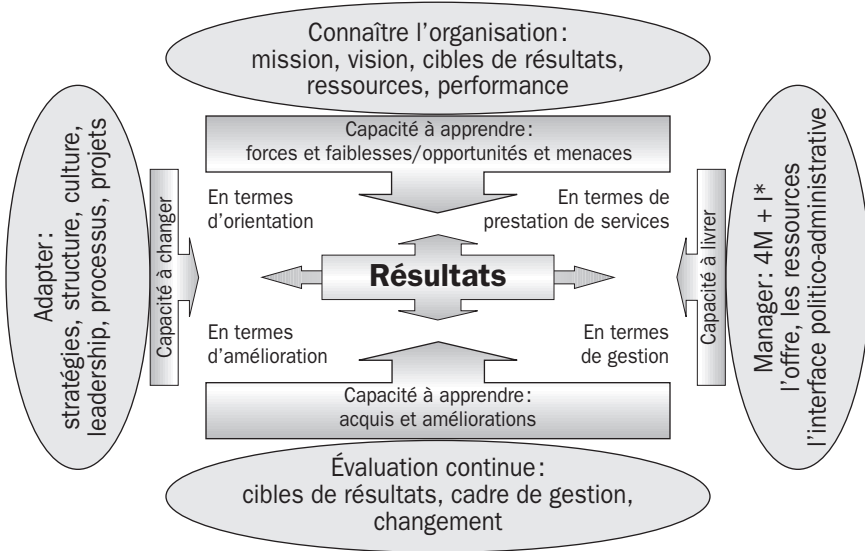 Connaître l'organisation :
mission, vision, cibles de résultats,
ressources, performance
Capacité à apprendre :
forces et faiblesses/opportunités et menaces
Adapter :
stratégies, structure, culture,
leadership, processus, projets
Capacité à changer
En termes
d'orientation
En termes de
prestation de services
Résultats
En termes
d'amélioration
En termes
de gestion
Capacité à livrer
Manager : 4M + I*
l'offre, les ressources
l'interface politico-administrative
Capacité à apprendre :
acquis et améliorations
Évaluation continue :
cibles de résultats, cadre de gestion,
changement